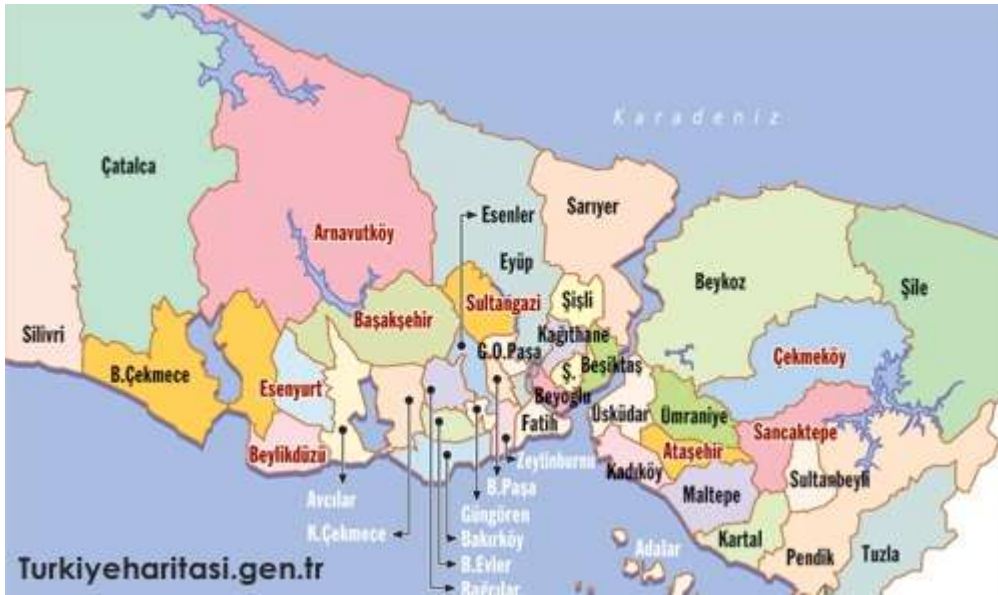 Karadeniz
Çatalca
Esenler
Sarıyer
Arnavutköy
Eyüp
Beykoz
Şile
Silivri
Başakşehir
Sultangazi
Şişli
Kağıthane
B.Çekmece
G.O.Paşa
Beşiktaş
Çekmeköy
Esenyurt
Ş.
Beyoğlu
Üsküdar
Ümraniye
Fatih
Sancaktepe
Beylikdüzü
Zeytinburnu
Kadıköy
Ataşehir
Avcılar
B.Paşa
Maltepe
Sultanbeyli
K.Çekmece
Güngören
Bakırköy
Kartal
Adalar
Pendik
Tuzla
B.Evler
Bağcılar
Turkiyeharitasi.gen.tr